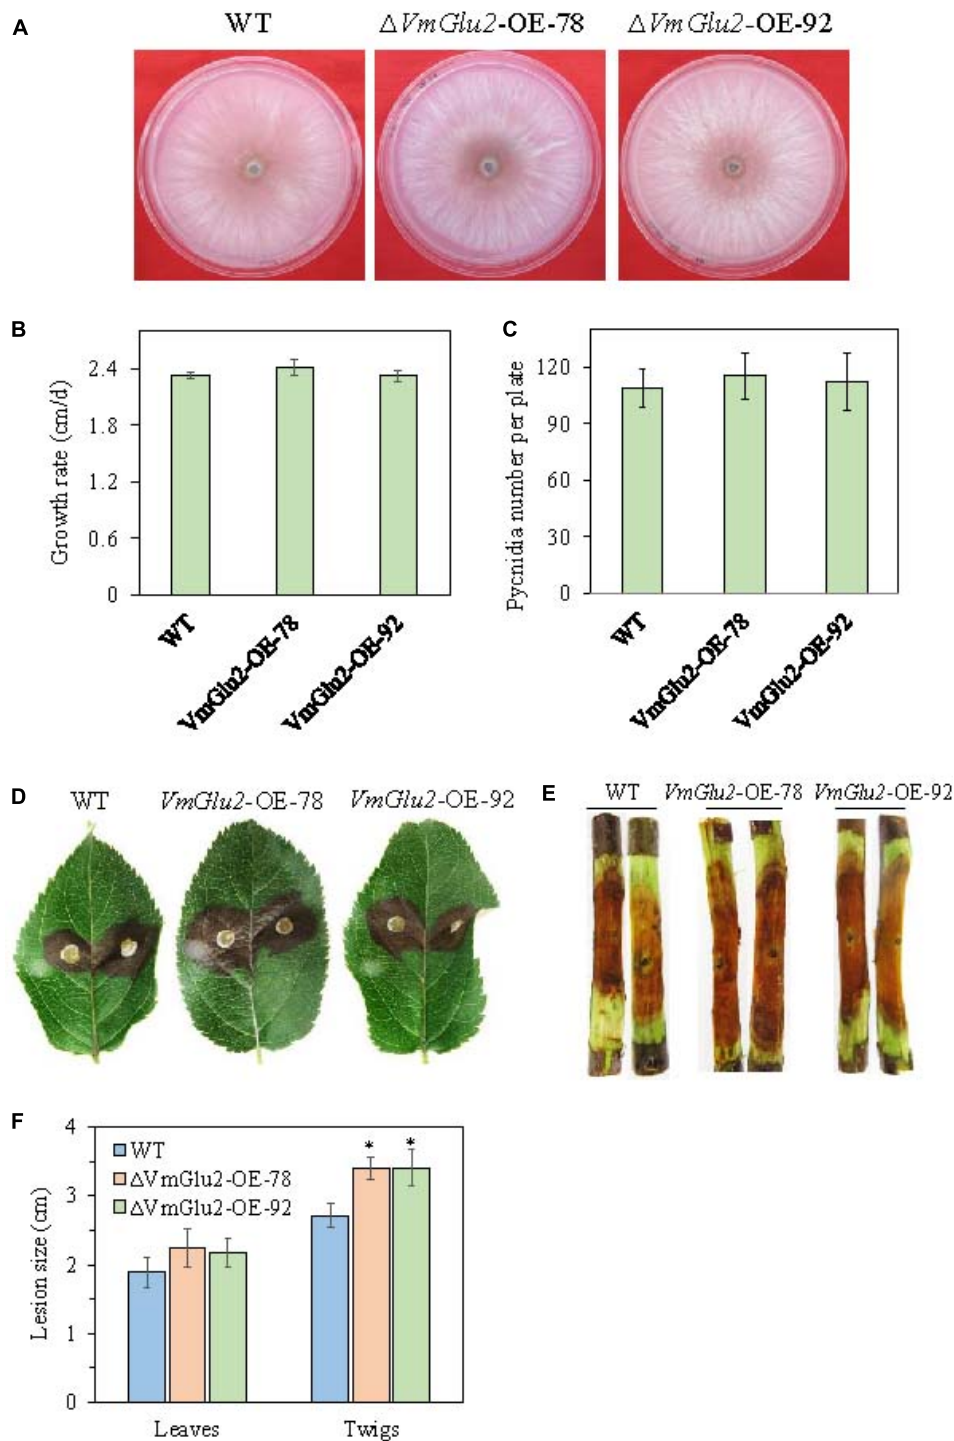 A
WT ΔVmGlu2-OE-78 ΔVmGlu2-OE-92
B
Growth rate (cm/d)
2.4
1.8
1.2
0.6
0
WT VmGlu2-OE-78 VmGlu2-OE-92
C
Pycnidia number per plate
120
90
60
30
0
WT VmGlu2-OE-78 VmGlu2-OE-92
D
WT VmGlu2-OE-78 VmGlu2-OE-92
E
WT VmGlu2-OE-78 VmGlu2-OE-92
F
Lesion size (cm)
4
3
2
1
0
WT
ΔVmGlu2-OE-78
ΔVmGlu2-OE-92
* *
Leaves Twigs